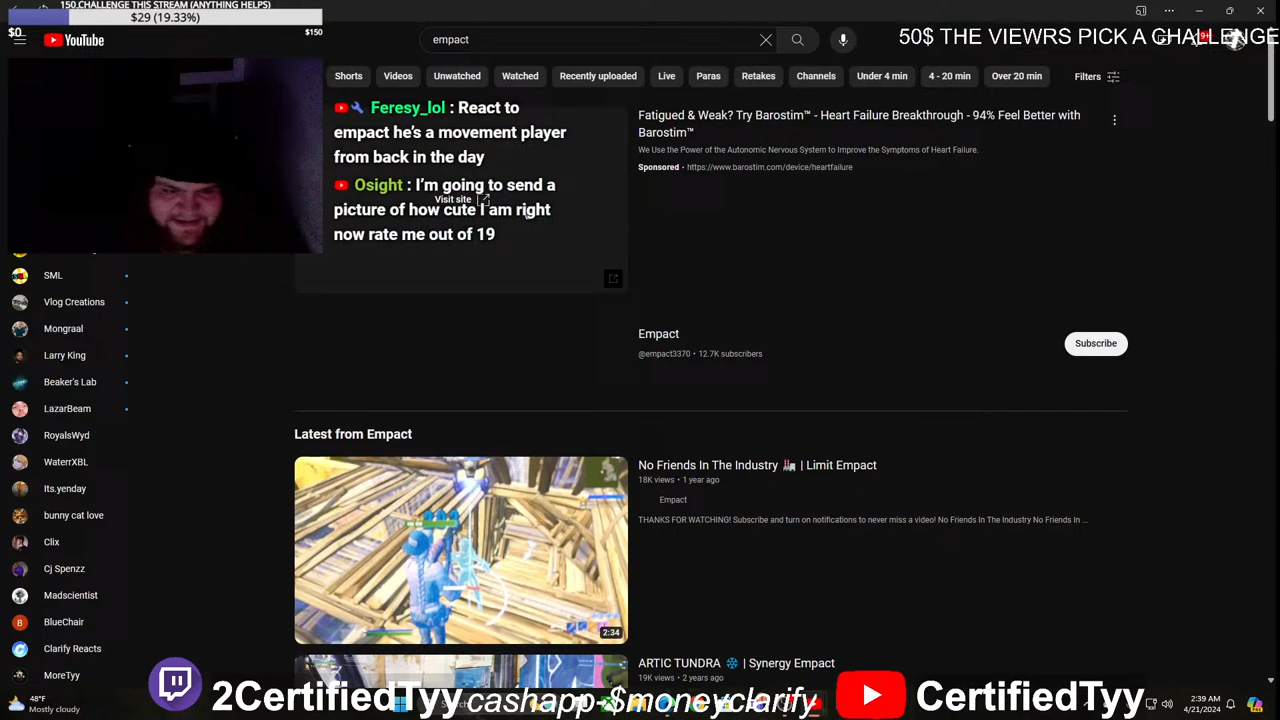 150 CHALLENGE THIS STREAM (ANYTHING HELPS)
$29 (19.33%)
$0
$150
YouTube
empact
50$ THE VIEWRS PICK A CHALLENGE
Shorts
Videos
Unwatched
Watched
Recently uploaded
Live
Paras
Retakes
Channels
Under 4 min
4 - 20 min
Over 20 min
Filters
Feresy_lol : React to
empact he's a movement player
from back in the day
Osight : I'm going to send a
picture of how cute I am right
now rate me out of 19
Visit site
Fatigued & Weak? Try Barostim™ - Heart Failure Breakthrough - 94% Feel Better with
Barostim™
We Use the Power of the Autonomic Nervous System to Improve the Symptoms of Heart Failure.
Sponsored • https://www.barostim.com/device/heartfailure
SML
Vlog Creations
Mongraal
Larry King
Beaker's Lab
LazarBeam
RoyalsWyd
WaterrXBL
Its.yenday
bunny cat love
Clix
Cj Spenzz
Madscientist
BlueChair
Clarify Reacts
MoreTyy
Empact
@empact3370 • 12.7K subscribers
Subscribe
Latest from Empact
No Friends In The Industry | Limit Empact
18K views • 1 year ago
Empact
THANKS FOR WATCHING! Subscribe and turn on notifications to never miss a video! No Friends In The Industry No Friends In ...
2:34
ARTIC TUNDRA ❄ | Synergy Empact
19K views • 2 years ago
2CertifiedTyy
cashapp-$moneyclarify
CertifiedTyy
48°F
Mostly cloudy
Search
2:39 AM
4/21/2024